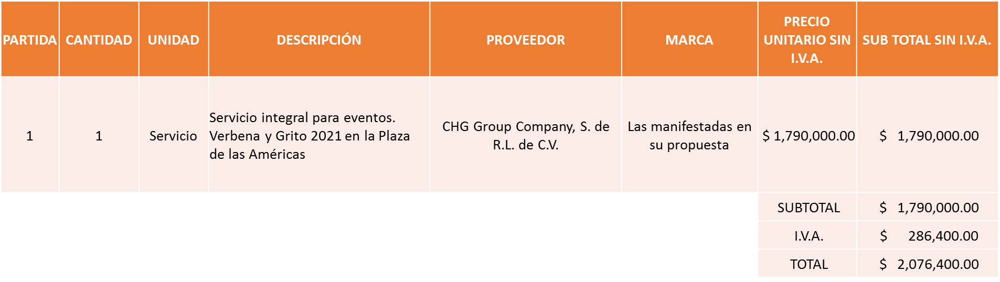 PARTIDA
CANTIDAD
UNIDAD
DESCRIPCIÓN
PROVEEDOR
MARCA
PRECIO
UNITARIO SIN
I.V.A.
SUB TOTAL SIN I.V.A.
1
1
Servicio
Servicio integral para eventos.
Verbena y Grito 2021 en la Plaza
de las Américas
CHG Group Company, S. de
R.L. de C.V.
Las manifestadas en
su propuesta
$ 1,790,000.00
$ 1,790,000.00
SUBTOTAL
$ 1,790,000.00
I.V.A.
$ 286,400.00
TOTAL
$ 2,076,400.00